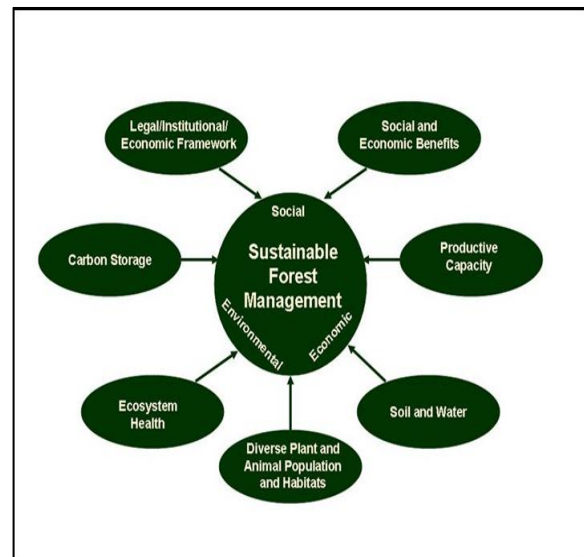 Legal/Institutional/
Economic Framework
Social and
Economic Benefits
Social
Sustainable
Forest
Management
Environmental
Economic
Carbon Storage
Productive
Capacity
Ecosystem
Health
Soil and Water
Diverse Plant and
Animal Population
and Habitats